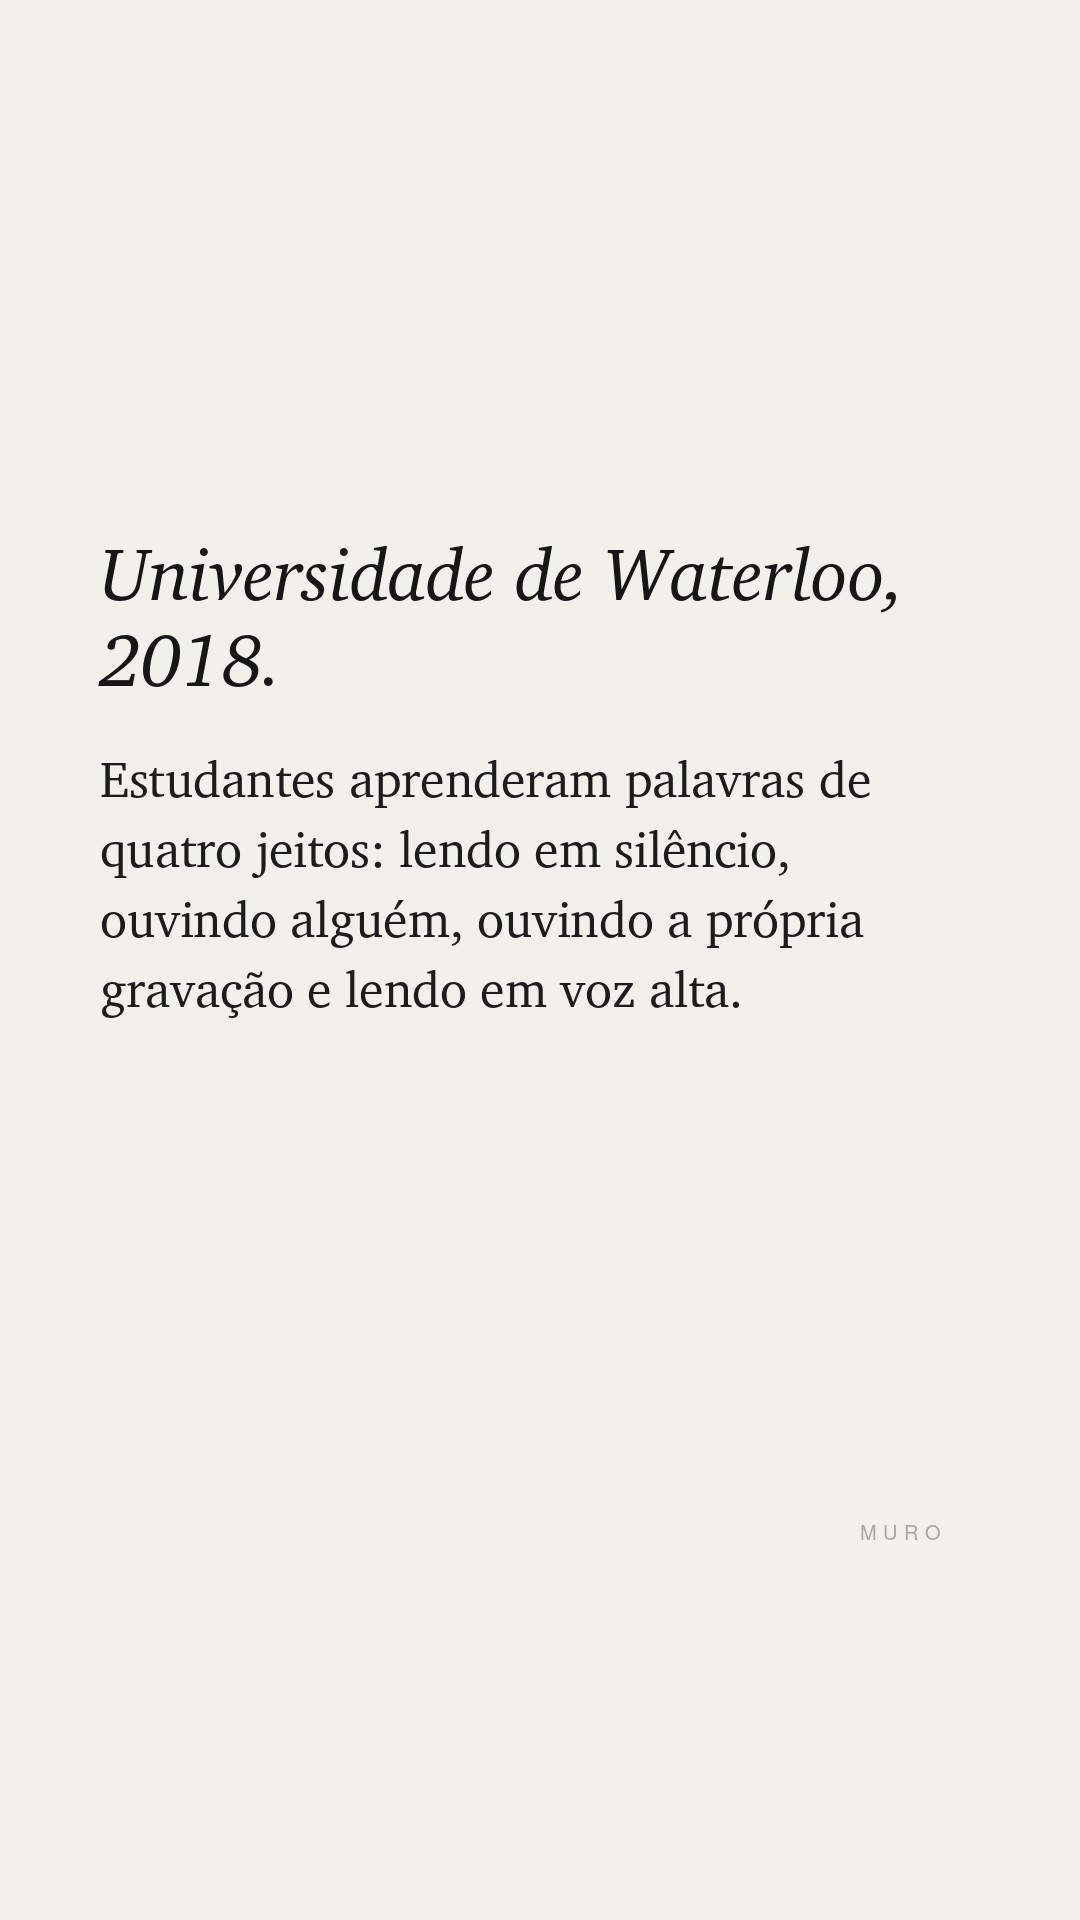 Universidade de Waterloo,
2018.
Estudantes aprenderam palavras de
quatro jeitos: lendo em silêncio,
ouvindo alguém, ouvindo a própria
gravação e lendo em voz alta.
MURO